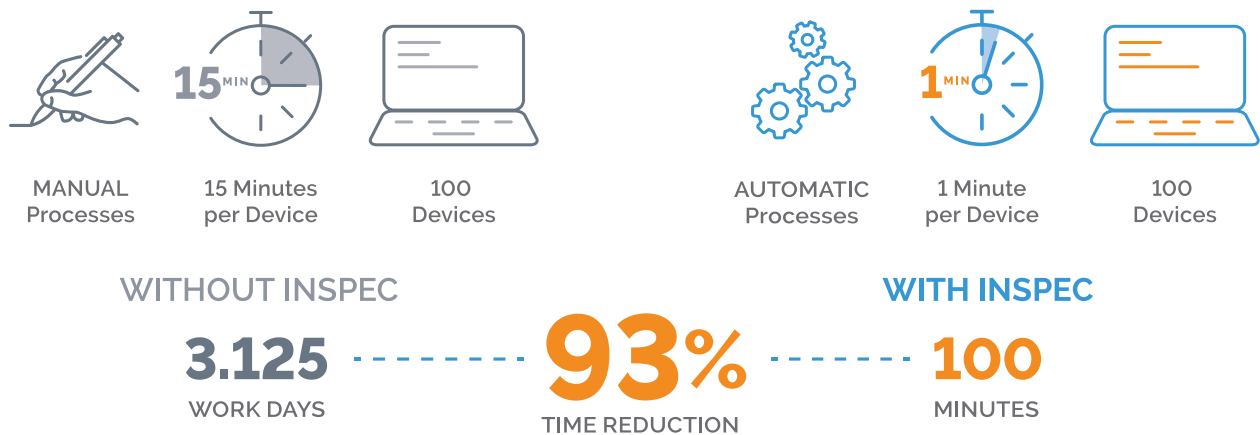 15 MIN
1 MIN
MANUAL
Processes
15 Minutes
per Device
100
Devices
AUTOMATIC
Processes
1 Minute
per Device
100
Devices
WITHOUT INSPEC
WITH INSPEC
3.125
WORK DAYS
93%
TIME REDUCTION
100
MINUTES